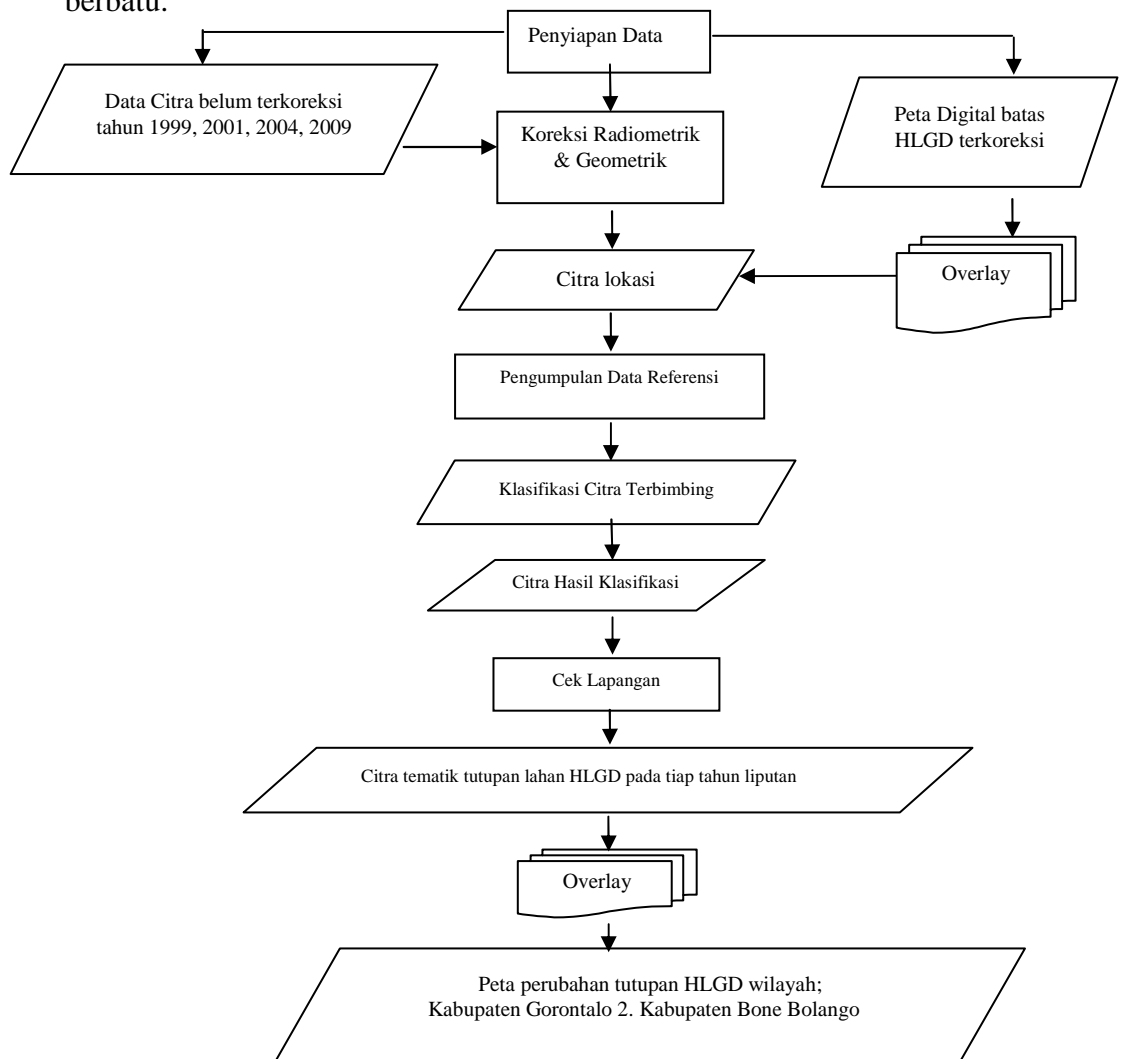 berbatu.
Penyiapan Data
Data Citra belum terkoreksi
tahun 1999, 2001, 2004, 2009
Koreksi Radiometrik
& Geometrik
Peta Digital batas
HLGD terkoreksi
Citra lokasi
Overlay
Pengumpulan Data Referensi
Klasifikasi Citra Terbimbing
Citra Hasil Klasifikasi
Cek Lapangan
Citra tematik tutupan lahan HLGD pada tiap tahun liputan
Overlay
Peta perubahan tutupan HLGD wilayah;
Kabupaten Gorontalo 2. Kabupaten Bone Bolango